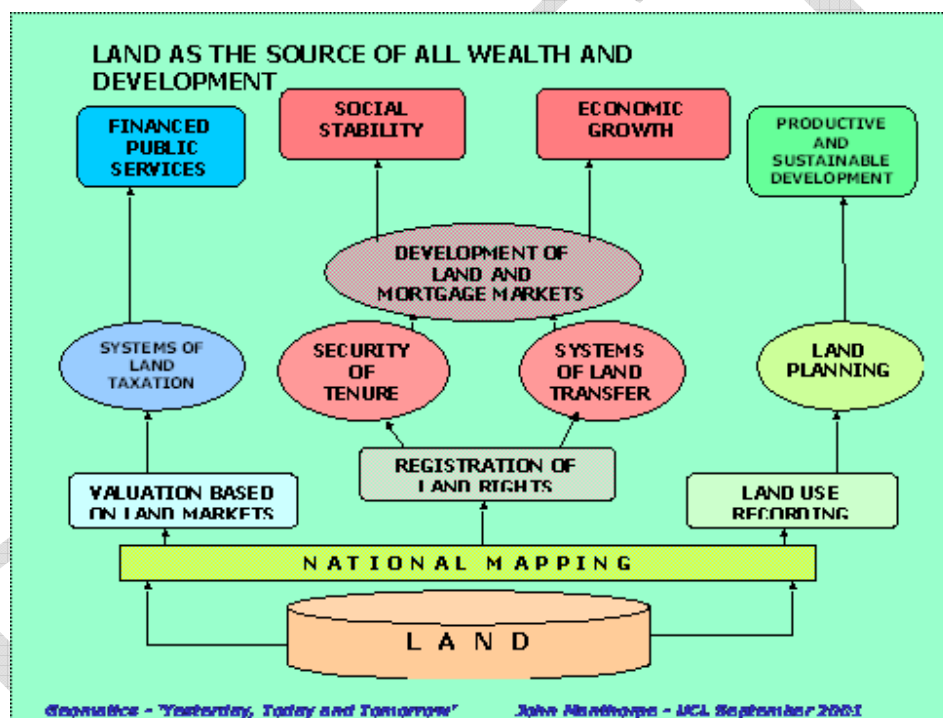 LAND AS THE SOURCE OF ALL WEALTH AND
DEVELOPMENT
FINANCED
PUBLIC
SERVICES
SOCIAL
STABILITY
ECONOMIC
GROWTH
PRODUCTIVE
AND
SUSTAINABLE
DEVELOPMENT
DEVELOPMENT OF
LAND AND
MORTGAGE MARKETS
SYSTEMS OF
LAND
TAXATION
SECURITY
OF
TENURE
SYSTEMS
OF LAND
TRANSFER
LAND
PLANNING
VALUATION BASED
ON LAND MARKETS
REGISTRATION OF
LAND RIGHTS
LAND USE
RECORDING
NATIONAL MAPPING
LAND
Geomatics - 'Yesterday, Today and Tomorrow'
John Manthorpe - UCL September 2001